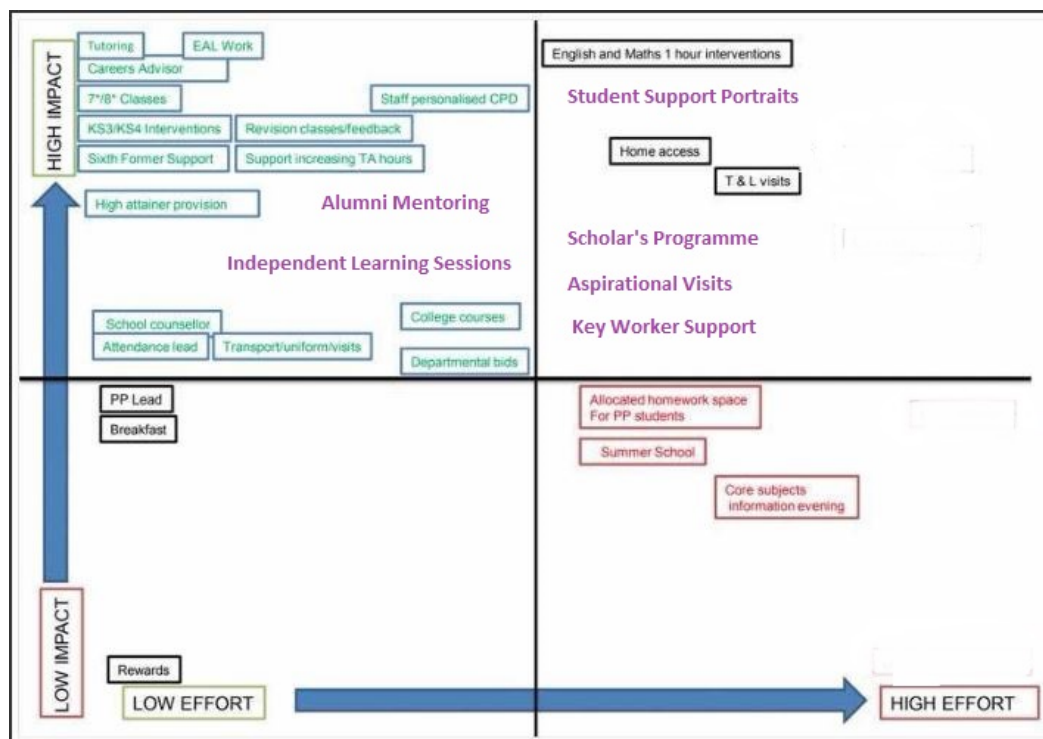 HIGH IMPACT
Tutoring
EAL Work
Careers Advisor
7*/8* Classes
Staff personalised CPD
KS3/KS4 Interventions
Revision classes/feedback
Sixth Former Support
Support increasing TA hours
High attainer provision
Alumni Mentoring
Independent Learning Sessions
School counsellor
College courses
Attendance lead
Transport/uniform/visits
Departmental bids
English and Maths 1 hour interventions
Student Support Portraits
Home access
T & L visits
Scholar's Programme
Aspirational Visits
Key Worker Support
PP Lead
Breakfast
Rewards
Allocated homework space
For PP students
Summer School
Core subjects
information evening
LOW IMPACT
LOW EFFORT
HIGH EFFORT